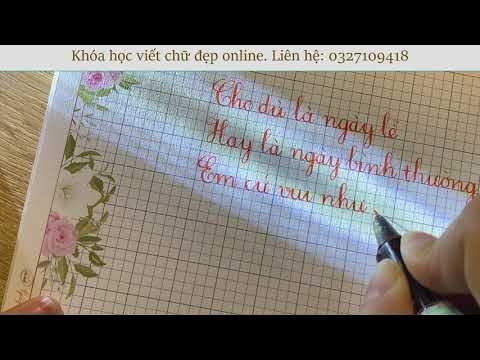 Khóa học viết chữ đẹp online. Liên hệ: 0327109418
Cho dù là ngày lễ
Hay là ngày bình thường
Em cứ vui như